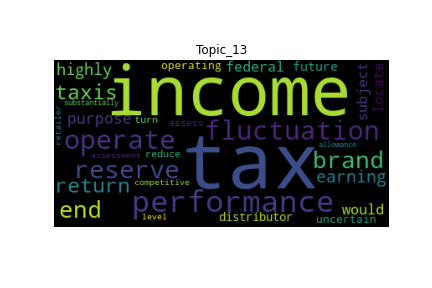 Topic_13
operating federal future
highly
income
taxis
substantially
subject
locate
purpose turn
assess
fluctuation
retailer
operate
tax
allowance
assessment reduce
brand
reserve
return
competitive
earning
performance
end
level
distributor
would
uncertain